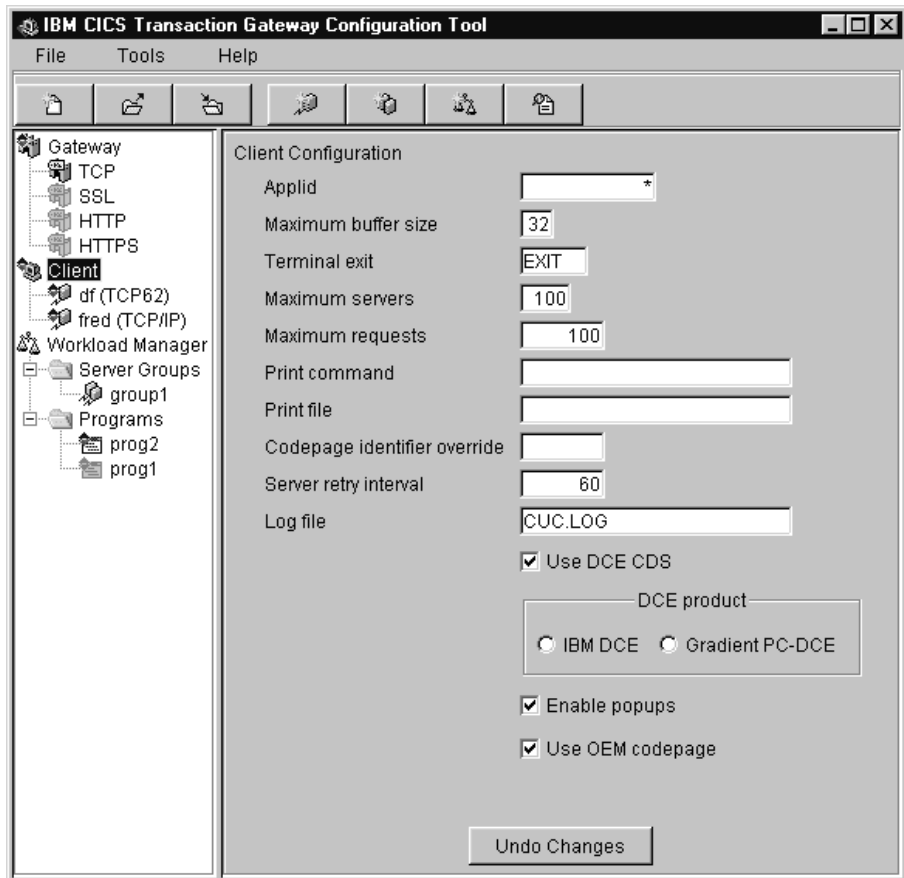 IBM CICS Transaction Gateway Configuration Tool
File Tools Help
Gateway
TCP
SSL
HTTP
HTTPS
Client
df (TCP62)
fred (TCP/IP)
Workload Manager
Server Groups
group1
Programs
prog2
prog1
Client Configuration
Applid *
Maximum buffer size 32
Terminal exit EXIT
Maximum servers 100
Maximum requests 100
Print command
Print file
Codepage identifier override
Server retry interval 60
Log file CUC.LOG
Use DCE CDS
DCE product
IBM DCE Gradient PC-DCE
Enable popups
Use OEM codepage
Undo Changes